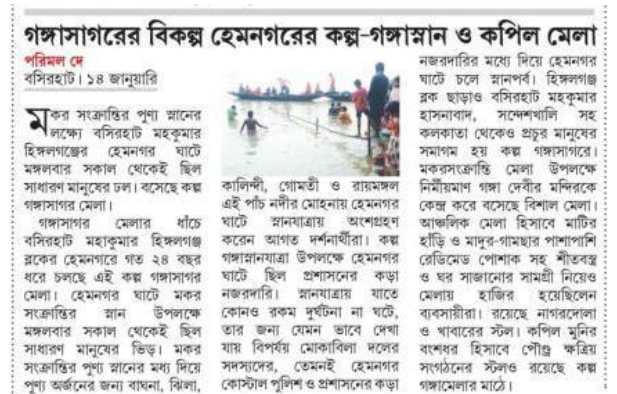 গঙ্গাসাগরের বিকল্প হেমনগরের কল্প-গঙ্গাস্নান ও কপিল মেলা
পরিমল দে
বসিরহাট। ১৪ জানুয়ারি
মকর সংক্রান্তির পুণ্য স্নানের
লক্ষ্যে বসিরহাট মহকুমার
হিঙ্গলগঞ্জের হেমনগর ঘাটে
মঙ্গলবার সকাল থেকেই ছিল
সাধারণ মানুষের ঢল। বসেছে কল্প
গঙ্গাসাগর মেলা।
গঙ্গাসাগর মেলার ধাঁচে
বসিরহাট মহাকুমার হিঙ্গলগঞ্জ
ব্লকের হেমনগরে গত ২৪ বছর
ধরে চলছে এই কল্প গঙ্গাসাগর
মেলা। হেমনগর ঘাটে মকর
সংক্রান্তির স্নান উপলক্ষে
মঙ্গলবার সকাল থেকেই ছিল
সাধারণ মানুষের ভিড়। মকর
সংক্রান্তির পুণ্য স্নানের মধ্য দিয়ে
পুণ্য অর্জনের জন্য বাঘনা, ঝিলা,
কালিন্দী, গোমতী ও রায়মঙ্গল
এই পাঁচ নদীর মোহনায় হেমনগর
ঘাটে স্নানযাত্রায় অংশগ্রহণ
করেন আগত দর্শনার্থীরা। কল্প
গঙ্গাস্নানযাত্রা উপলক্ষে হেমনগর
ঘাটে ছিল প্রশাসনের কড়া
নজরদারি। স্নানযাত্রায় যাতে
কোনও রকম দুর্ঘটনা না ঘটে,
তার জন্য যেমন ভাবে দেখা
যায় বিপর্যয় মোকাবিলা দলের
সদস্যদের, তেমনই হেমনগর
কোস্টাল পুলিশ ও প্রশাসনের কড়া
নজরদারির মধ্যে দিয়ে হেমনগর
ঘাটে চলে স্নানপর্ব। হিঙ্গলগঞ্জ
ব্লক ছাড়াও বসিরহাট মহকুমার
হাসনাবাদ, সন্দেশখালি সহ
কলকাতা থেকেও প্রচুর মানুষের
সমাগম হয় কল্প গঙ্গাসাগরে।
মকরসংক্রান্তি মেলা উপলক্ষে
নির্মীয়মাণ গঙ্গা দেবীর মন্দিরকে
কেন্দ্র করে বসেছে বিশাল মেলা।
আঞ্চলিক মেলা হিসাবে মাটির
হাঁড়ি ও মাদুর-গামছার পাশাপাশি
রেডিমেড পোশাক সহ শীতবস্ত্র
ও ঘর সাজানোর সামগ্রী নিয়েও
মেলায় হাজির হয়েছিলেন
ব্যবসায়ীরা। রয়েছে নাগরদোলা
ও খাবারের স্টল। কপিল মুনির
বংশধর হিসাবে পৌণ্ড্র ক্ষত্রিয়
সংগঠনের স্টলও রয়েছে কল্প
গঙ্গামেলার মাঠে।